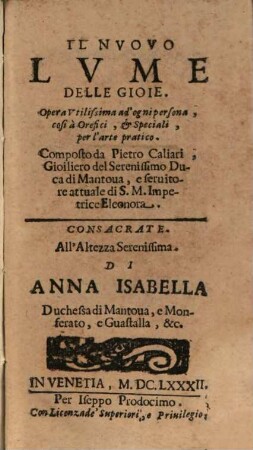 IL NVOVO
LVME
DELLE GIOIE.
Opera Vtilissima ad' ogni persona,
così à Orefici, & Speciali,
per l'arte pratico.
Composto da Pietro Caliari,
Gioiliero del Serenissimo Du-
ca di Mantoua, e seruito-
re attuale di S. M. Impe-
trice Eleonora.
CONSACRATE.
All'Altezza Serenissima.
DI
ANNA ISABELLA
Duchessa di Mantoua, e Mon-
ferato, e Guastalla, &c.
IN VENETIA, M.DC.LXXXII.
Per Iseppo Prodocimo.
Con Licenza de' Superiori, e Priuilegio;